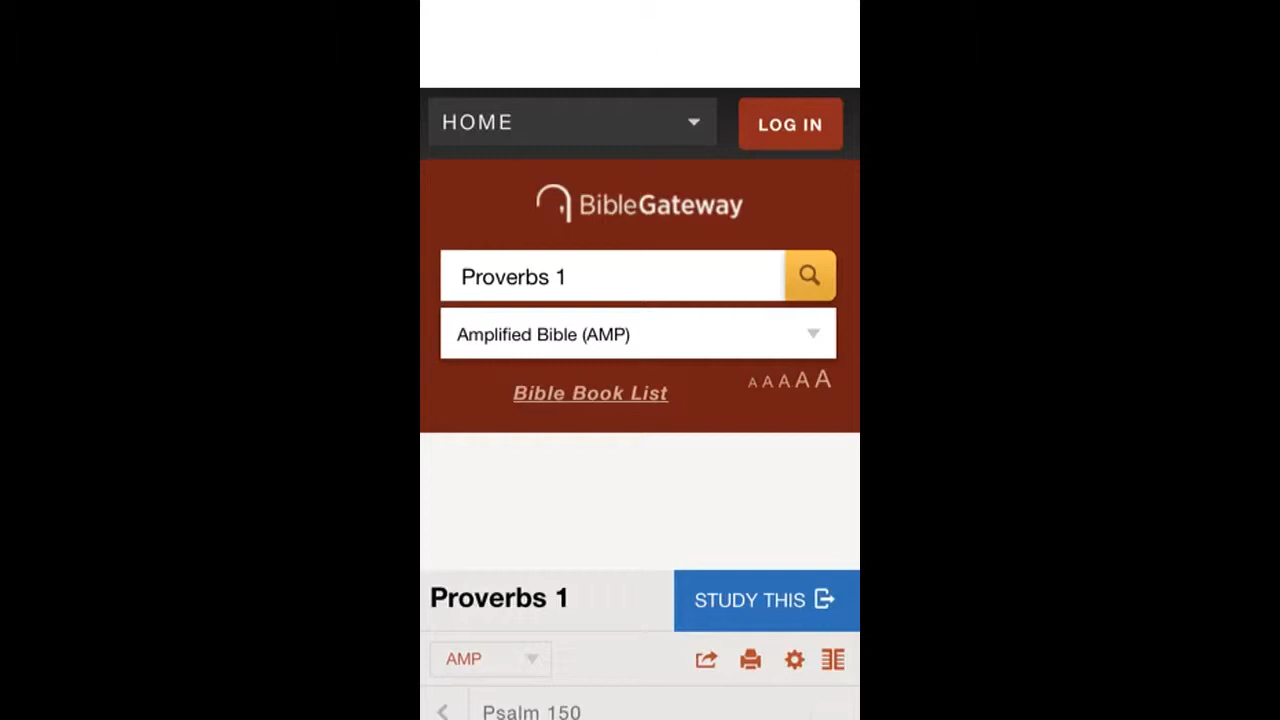 HOME
LOG IN
BibleGateway
Proverbs 1
Amplified Bible (AMP)
Bible Book List
A A A A A
Proverbs 1
STUDY THIS
AMP
Psalm 150